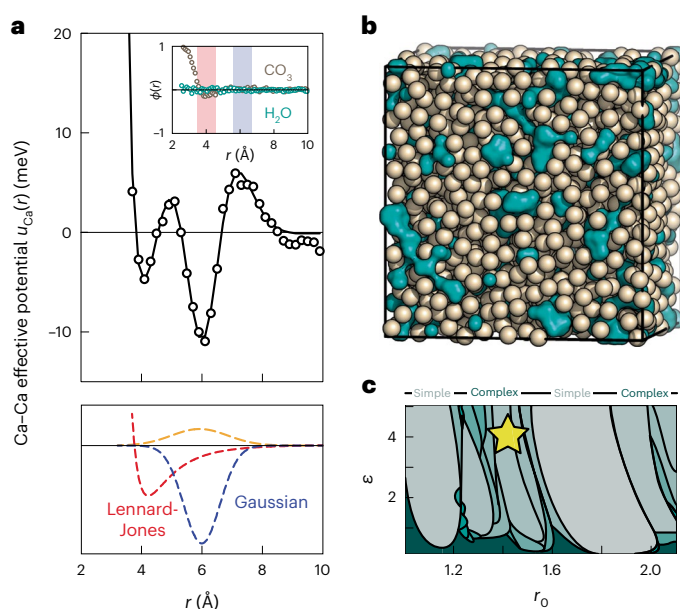 a
Ca–Ca effective potential u_Ca(r) (meV)
20
10
0
–10
1
ϕ(r)
–1
CO₃
H₂O
2 4 6 8 10
r (Å)
Lennard-
Jones
Gaussian
2 4 6 8 10
r (Å)
b
c
Simple Complex Simple Complex
ε
4
2
1.2 1.6 2.0
r₀